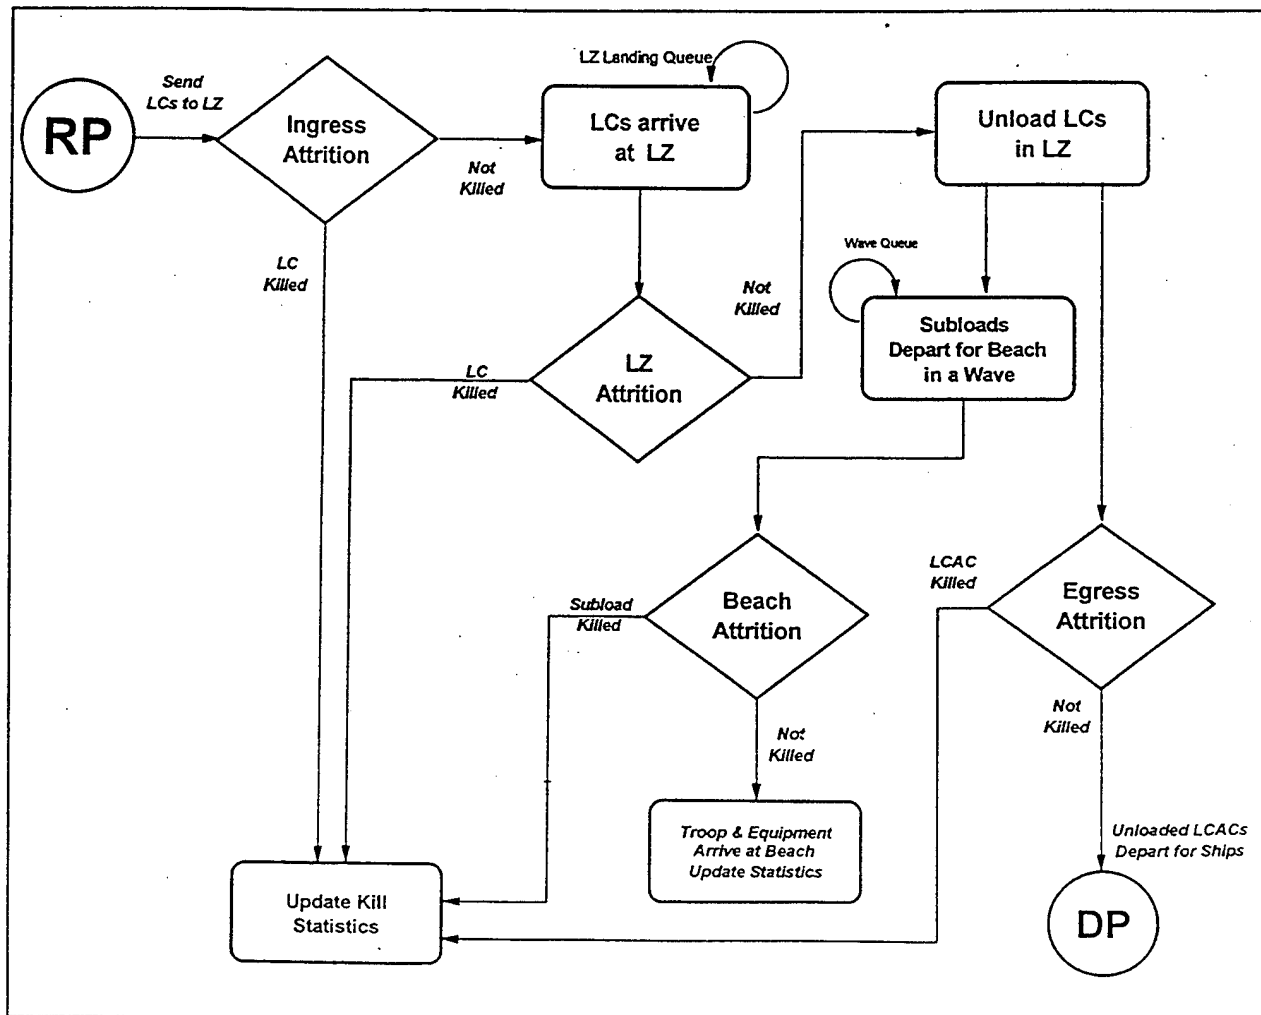 LZ Landing Queue
Send
LCs to LZ
RP
Ingress
Attrition
LCs arrive
at LZ
Unload LCs
in LZ
Not
Killed
LC
Killed
Wave Queue
Not
Killed
Subloads
Depart for Beach
in a Wave
LC
Killed
LZ
Attrition
LCAC
Killed
Egress
Attrition
Subload
Killed
Beach
Attrition
Not
Killed
Not
Killed
Troop & Equipment
Arrive at Beach
Update Statistics
Unloaded LCACs
Depart for Ships
Update Kill
Statistics
DP